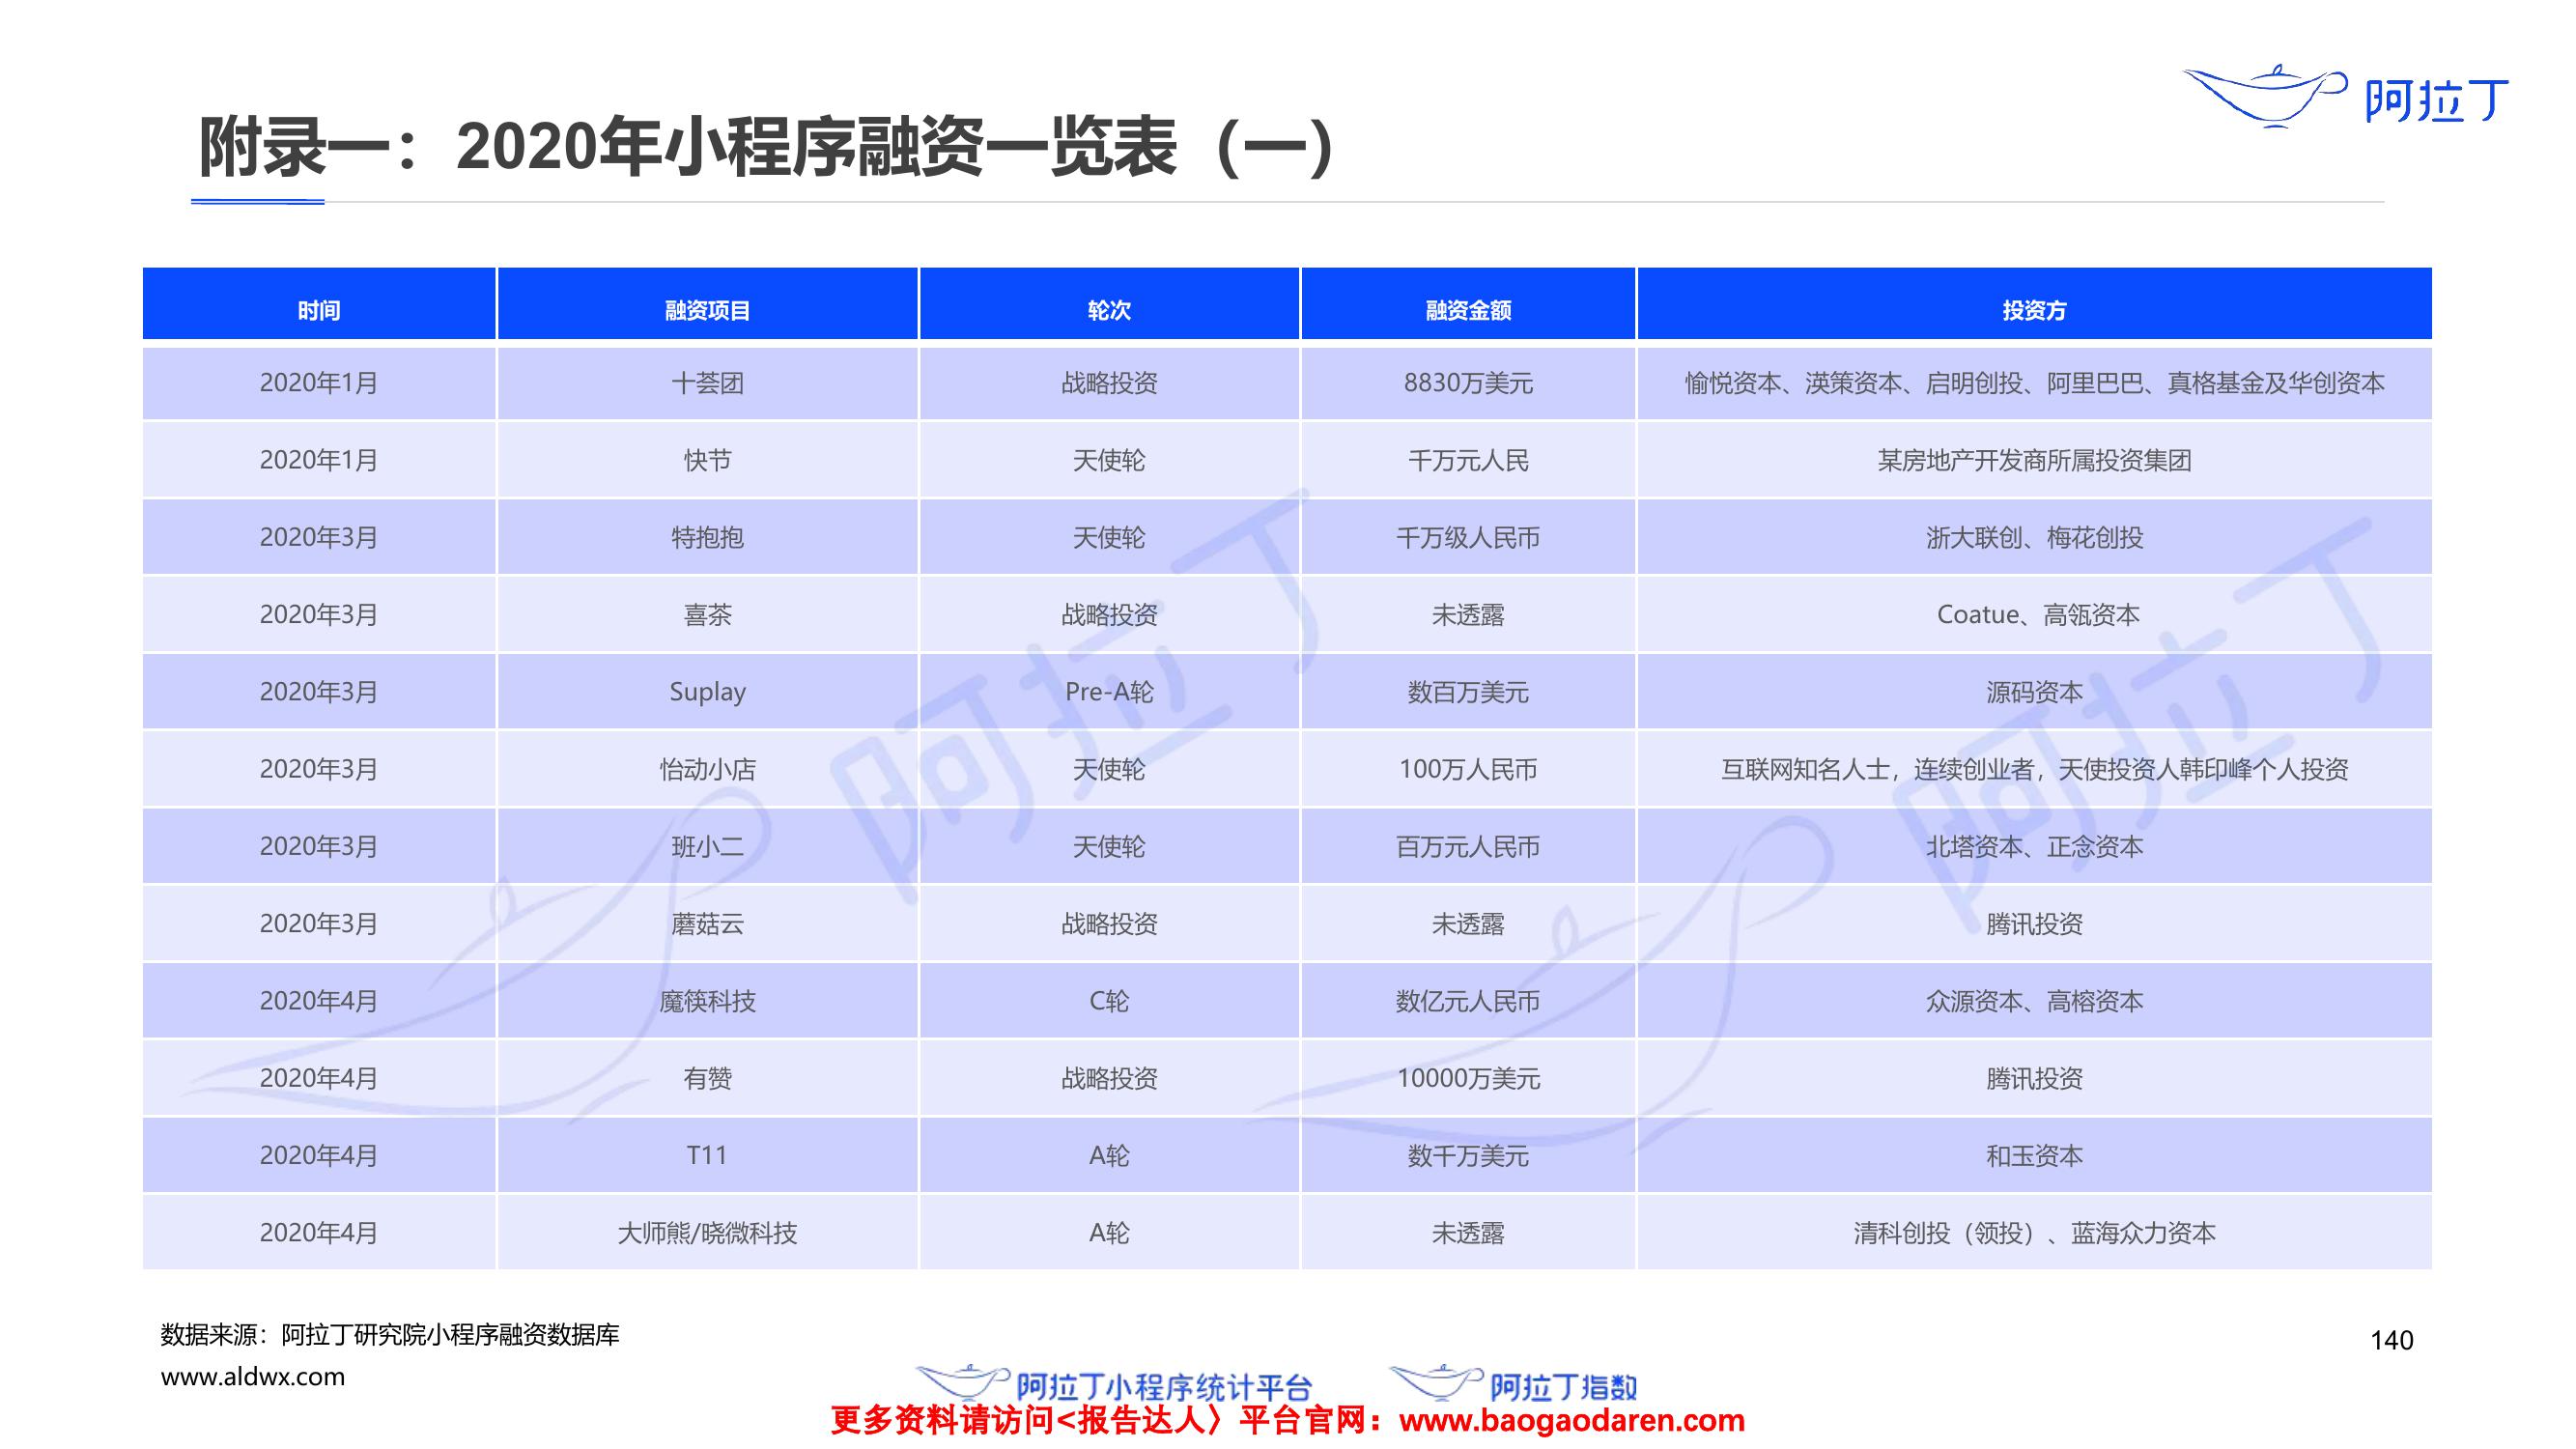 阿拉丁
附录一：2020年小程序融资一览表（一）
时间 融资项目 轮次 融资金额 投资方
2020年1月 十荟团 战略投资 8830万美元 愉悦资本、渶策资本、启明创投、阿里巴巴、真格基金及华创资本
2020年1月 快节 天使轮 千万元人民 某房地产开发商所属投资集团
2020年3月 特抱抱 天使轮 千万级人民币 浙大联创、梅花创投
2020年3月 喜茶 战略投资 未透露 Coatue、高瓴资本
2020年3月 Suplay Pre-A轮 数百万美元 源码资本
2020年3月 怡动小店 天使轮 100万人民币 互联网知名人士，连续创业者，天使投资人韩印峰个人投资
2020年3月 班小二 天使轮 百万元人民币 北塔资本、正念资本
2020年3月 蘑菇云 战略投资 未透露 腾讯投资
2020年4月 魔筷科技 C轮 数亿元人民币 众源资本、高榕资本
2020年4月 有赞 战略投资 10000万美元 腾讯投资
2020年4月 T11 A轮 数千万美元 和玉资本
2020年4月 大师熊/晓微科技 A轮 未透露 清科创投（领投）、蓝海众力资本
阿拉丁
阿拉丁
数据来源：阿拉丁研究院小程序融资数据库
140
www.aldwx.com
阿拉丁小程序统计平台 阿拉丁指数
更多资料请访问<报告达人〉平台官网：www.baogaodaren.com